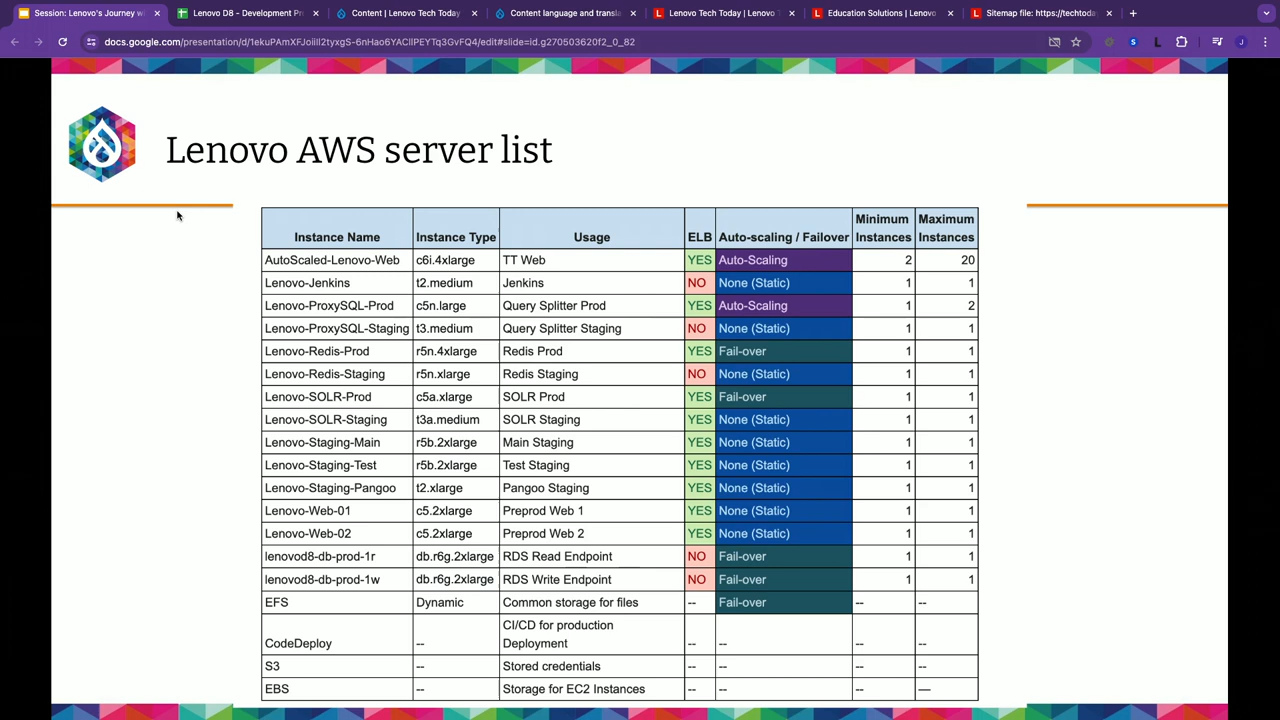 Session: Lenovo's Journey w
Lenovo D8 – Development Pr
Content | Lenovo Tech Today
Content language and transla
Lenovo Tech Today | Lenovo T
Education Solutions | Lenovo
Sitemap file: https://techtoda
docs.google.com/presentation/d/1ekuPAmXFJoiiIl2tyxgS-6nHao6YAClIPEYTq3GvFQ4/edit#slide=id.g270503620f2_0_82
Lenovo AWS server list
Instance Name Instance Type Usage ELB Auto-scaling / Failover Minimum Instances Maximum Instances
AutoScaled-Lenovo-Web c6i.4xlarge TT Web YES Auto-Scaling 2 20
Lenovo-Jenkins t2.medium Jenkins NO None (Static) 1 1
Lenovo-ProxySQL-Prod c5n.large Query Splitter Prod YES Auto-Scaling 1 2
Lenovo-ProxySQL-Staging t3.medium Query Splitter Staging NO None (Static) 1 1
Lenovo-Redis-Prod r5n.4xlarge Redis Prod YES Fail-over 1 1
Lenovo-Redis-Staging r5n.xlarge Redis Staging NO None (Static) 1 1
Lenovo-SOLR-Prod c5a.xlarge SOLR Prod YES Fail-over 1 1
Lenovo-SOLR-Staging t3a.medium SOLR Staging YES None (Static) 1 1
Lenovo-Staging-Main r5b.2xlarge Main Staging YES None (Static) 1 1
Lenovo-Staging-Test r5b.2xlarge Test Staging YES None (Static) 1 1
Lenovo-Staging-Pangoo t2.xlarge Pangoo Staging YES None (Static) 1 1
Lenovo-Web-01 c5.2xlarge Preprod Web 1 YES None (Static) 1 1
Lenovo-Web-02 c5.2xlarge Preprod Web 2 YES None (Static) 1 1
lenovod8-db-prod-1r db.r6g.2xlarge RDS Read Endpoint NO Fail-over 1 1
lenovod8-db-prod-1w db.r6g.2xlarge RDS Write Endpoint NO Fail-over 1 1
EFS Dynamic Common storage for files -- Fail-over -- --
CodeDeploy -- CI/CD for production Deployment -- -- -- --
S3 -- Stored credentials -- -- -- --
EBS -- Storage for EC2 Instances -- -- -- —